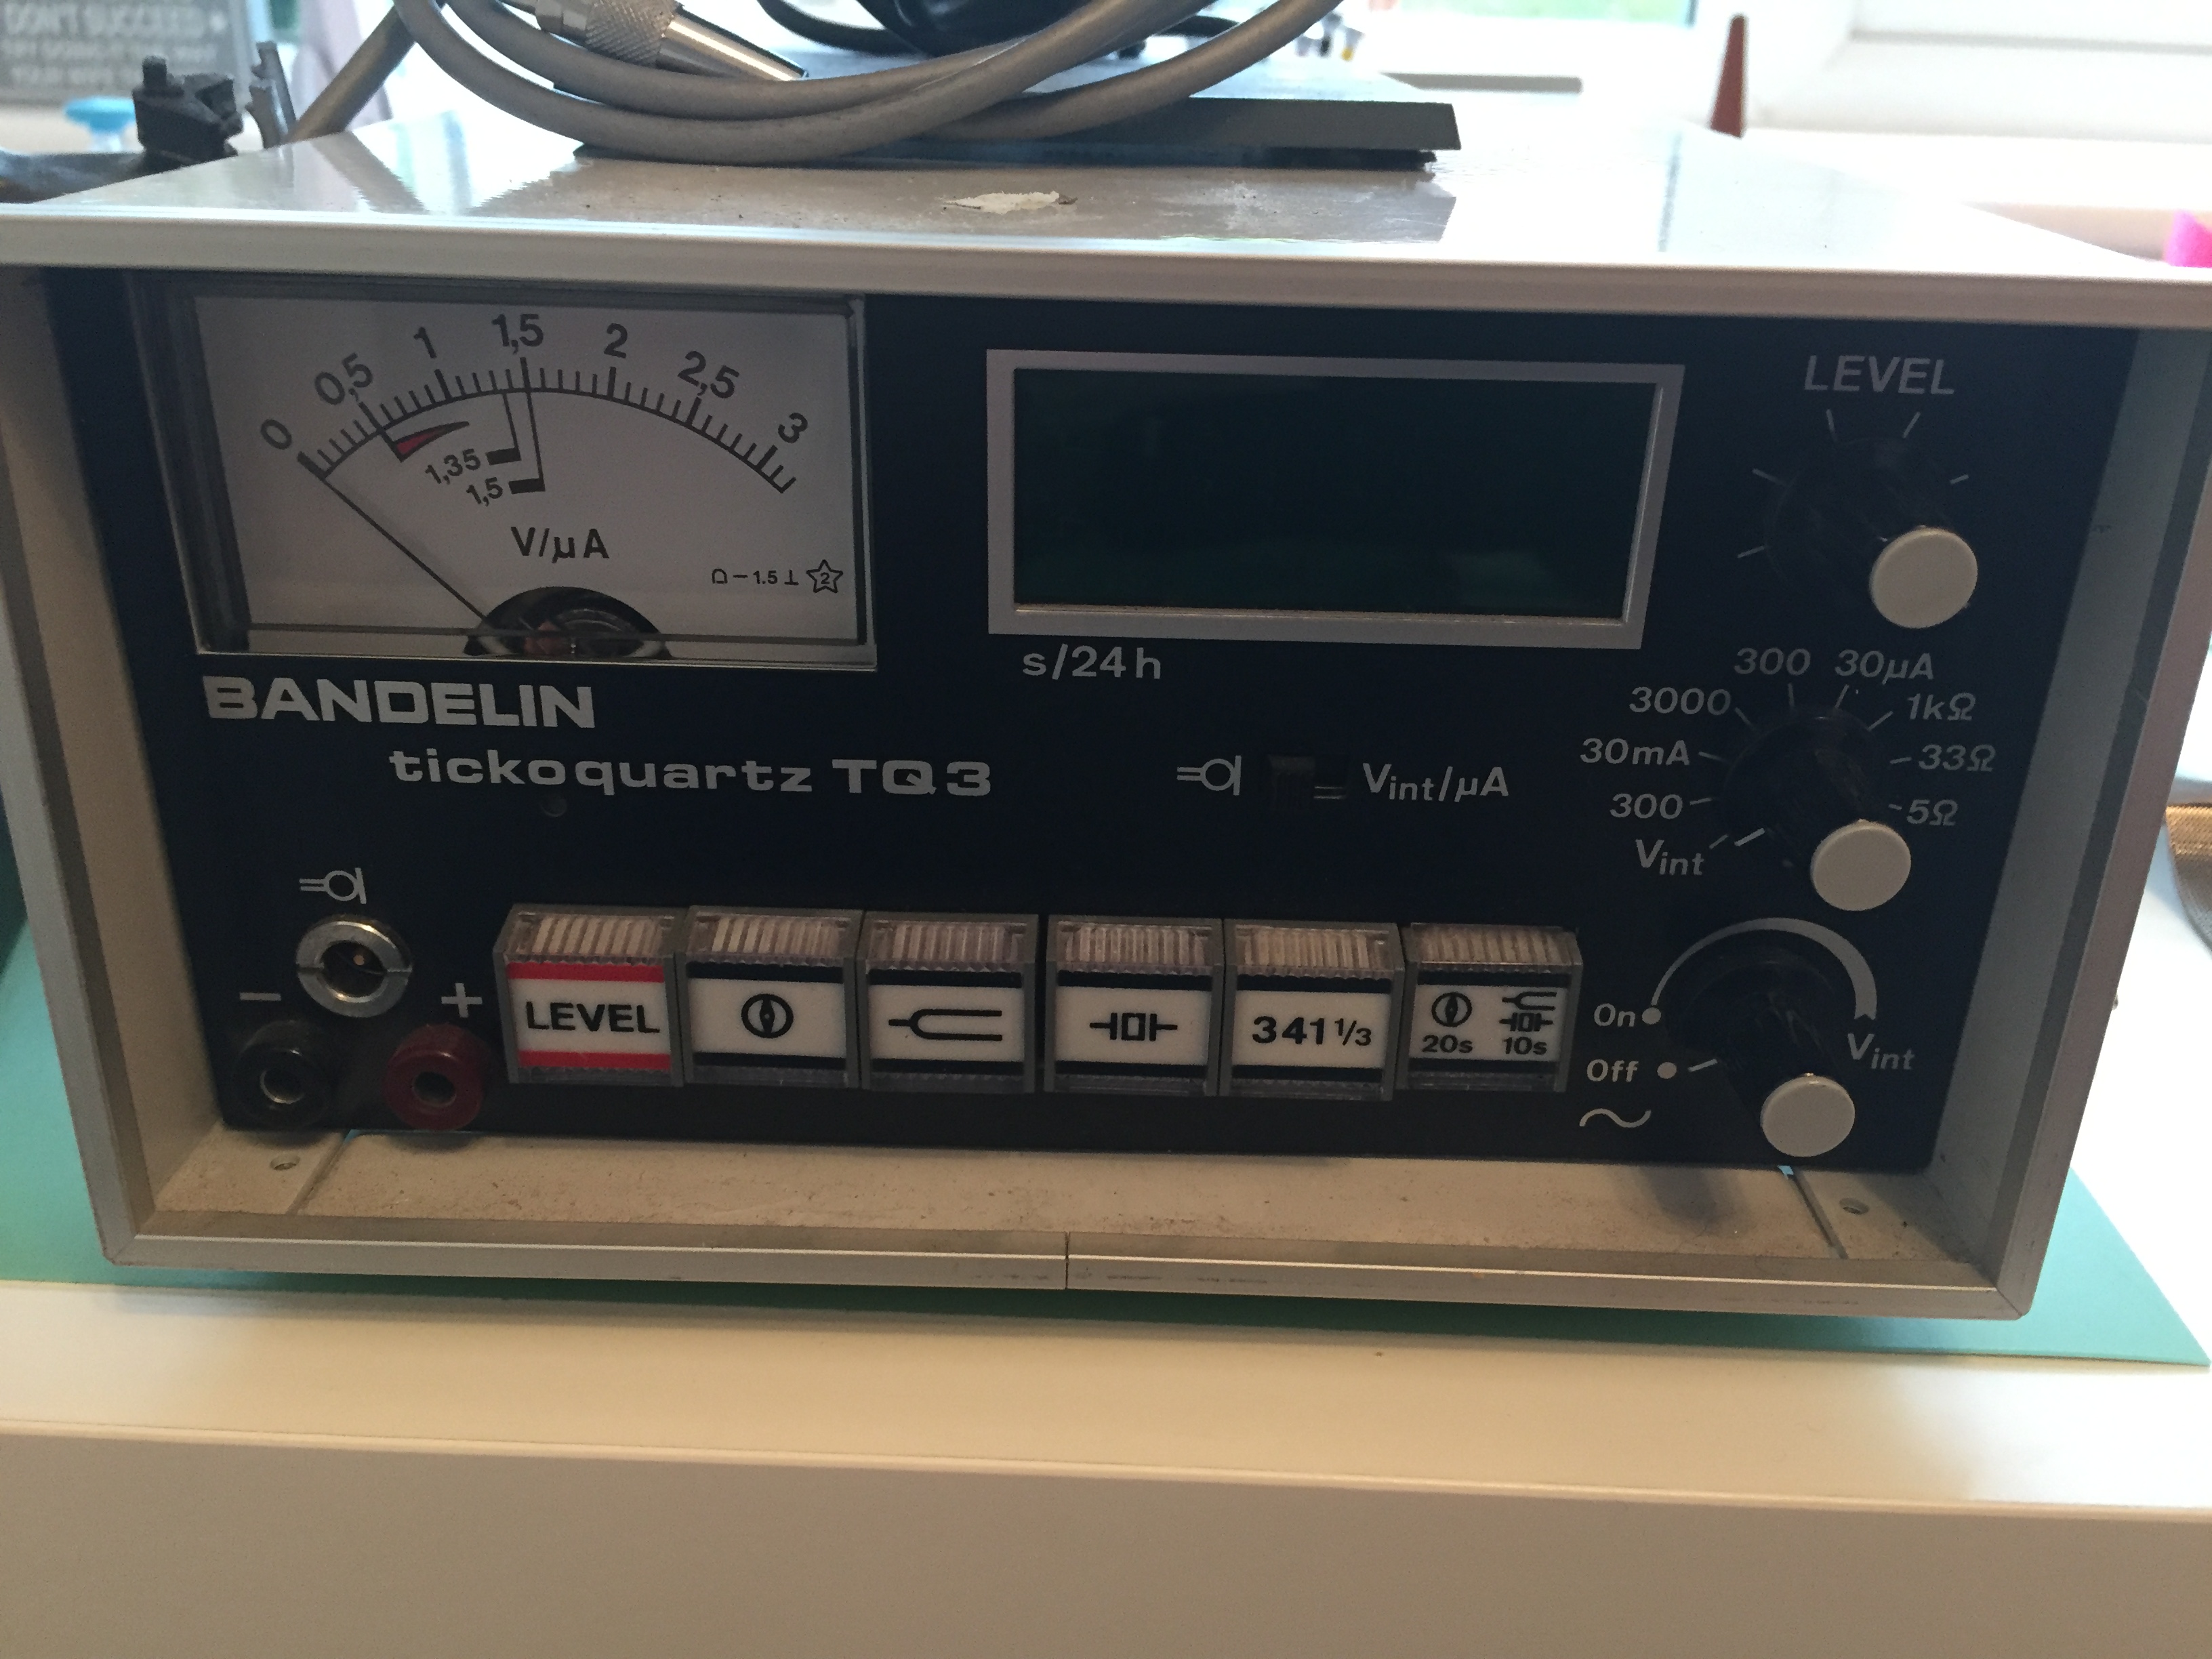 DON'T SUCCEED
0 0,5 1 1,5 2 2,5 3
1,35
1,5
V/µA
1.5 2
LEVEL
s/24h
BANDELIN
tickoquartz TQ3
Vint/µA
300 30µA
3000 1kΩ
30mA 33Ω
300 5Ω
Vint
− +
LEVEL
341 1/3
20s 10s
On
Off
Vint